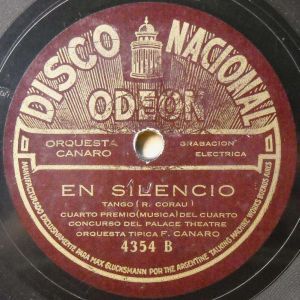 DISCO NACIONAL
ODEON
ORQUESTA
CANARO
GRABACION
ELECTRICA
EN SILENCIO
TANGO (R. CORAU)
CUARTO PREMIO (MUSICA) DEL CUARTO
CONCURSO DEL PALACE THEATRE
ORQUESTA TIPICA F. CANARO
4354 B
MANUFACTURADO EXCLUSIVAMENTE PARA MAX GLUCKSMANN POR THE ARGENTINE TALKING MACHINE WORKS BUENOS AIRES